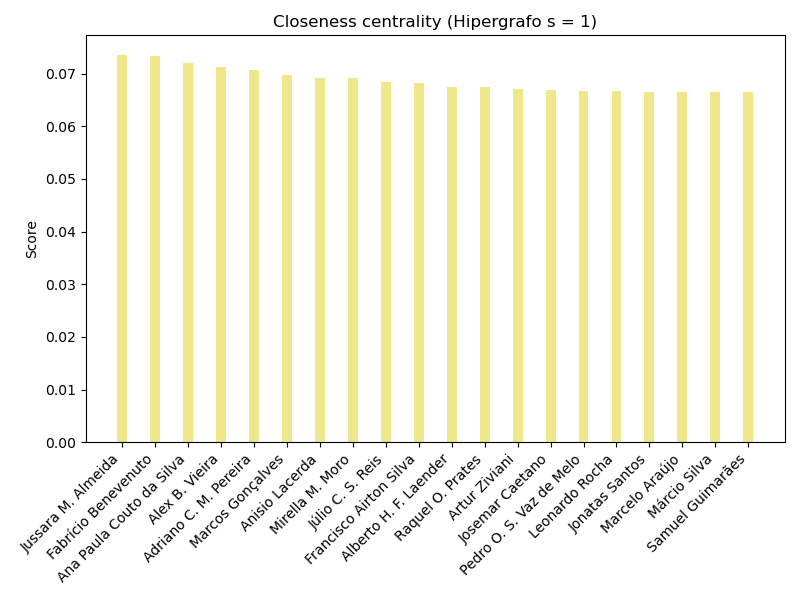 Closeness centrality (Hipergrafo s = 1)
0.07
0.06
0.05
0.04
0.03
0.02
0.01
0.00
Score
Jussara M. Almeida
Fabrício Benevenuto
Ana Paula Couto da Silva
Alex B. Vieira
Adriano C. M. Pereira
Marcos Gonçalves
Anisio Lacerda
Mirella M. Moro
Júlio C. S. Reis
Francisco Airton Silva
Alberto H. F. Laender
Raquel O. Prates
Artur Ziviani
Josemar Caetano
Pedro O. S. Vaz de Melo
Leonardo Rocha
Jonatas Santos
Marcelo Araújo
Márcio Silva
Samuel Guimarães